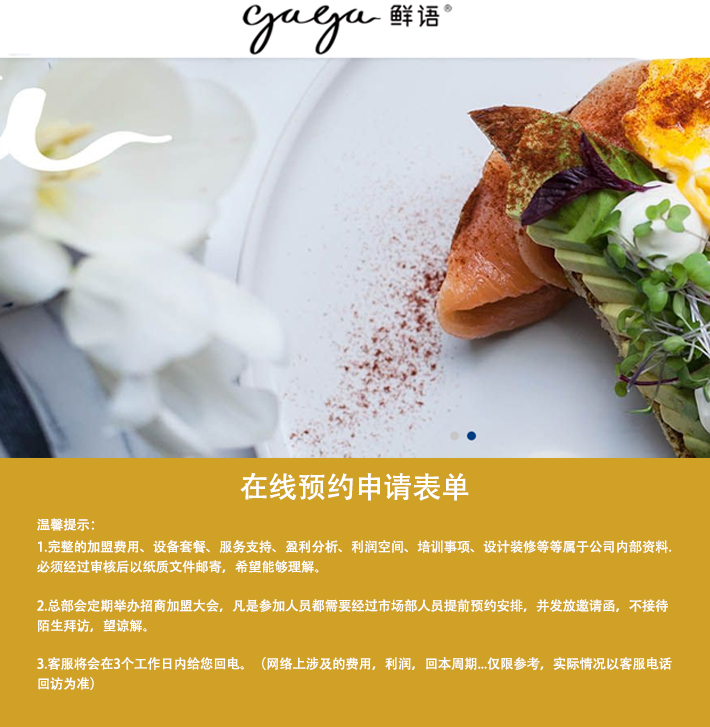 gaga 鲜语®
在线预约申请表单
温馨提示：
1.完整的加盟费用、设备套餐、服务支持、盈利分析、利润空间、培训事项、设计装修等等属于公司内部资料.
必须经过审核后以纸质文件邮寄，希望能够理解。
2.总部会定期举办招商加盟大会，凡是参加人员都需要经过市场部人员提前预约安排，并发放邀请函，不接待
陌生拜访，望谅解。
3.客服将会在3个工作日内给您回电。（网络上涉及的费用，利润，回本周期...仅限参考，实际情况以客服电话
回访为准）